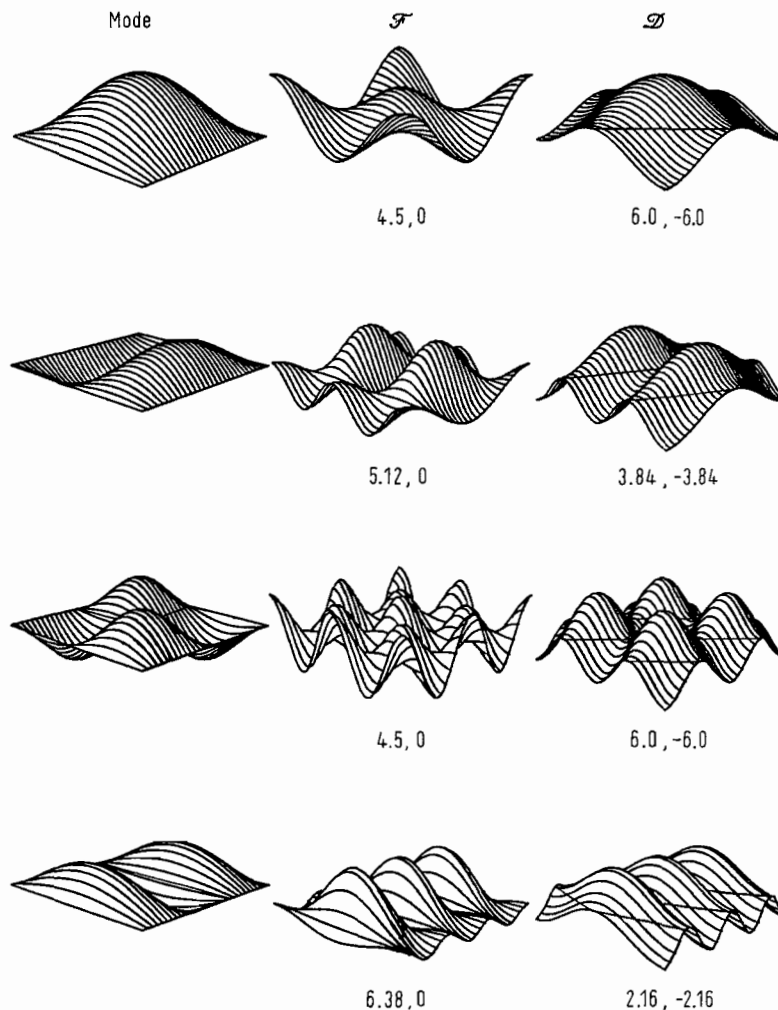 Mode ℱ 𝒟
4.5, 0 6.0, -6.0
5.12, 0 3.84, -3.84
4.5, 0 6.0, -6.0
6.38, 0 2.16, -2.16